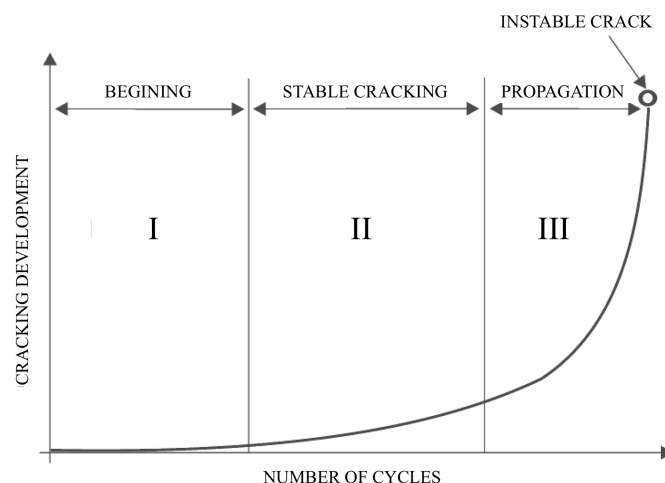 INSTABLE CRACK
BEGINING
STABLE CRACKING
PROPAGATION
CRACKING DEVELOPMENT
I
II
III
NUMBER OF CYCLES